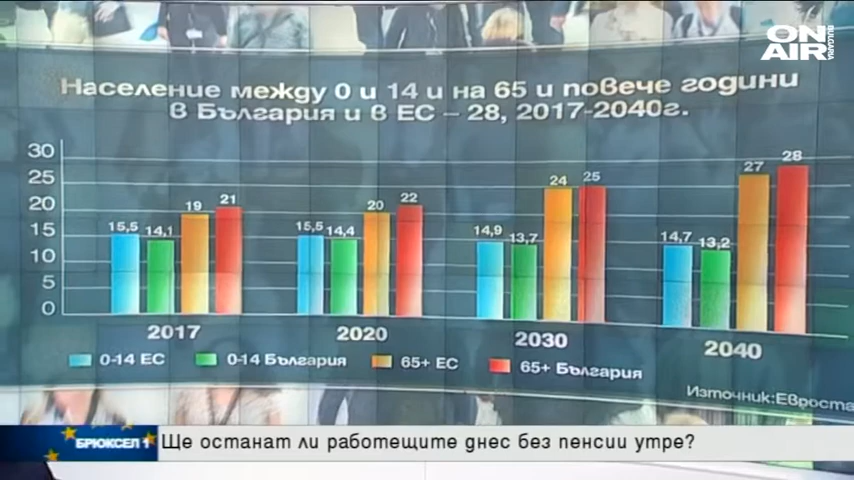 ON
AIR
BULGARIA
Население между 0 и 14 и на 65 и повече години
в България и в ЕС – 28, 2017-2040г.
30
25
20
15
10
5
0
15,5 14,1 19 21
15,5 14,4 20 22
14,9 13,7 24 25
14,7 13,2 27 28
2017 2020 2030 2040
0-14 ЕС 0-14 България 65+ ЕС 65+ България
Източник:Евроста
БРЮКСЕЛ 1 Ще останат ли работещите днес без пенсии утре?